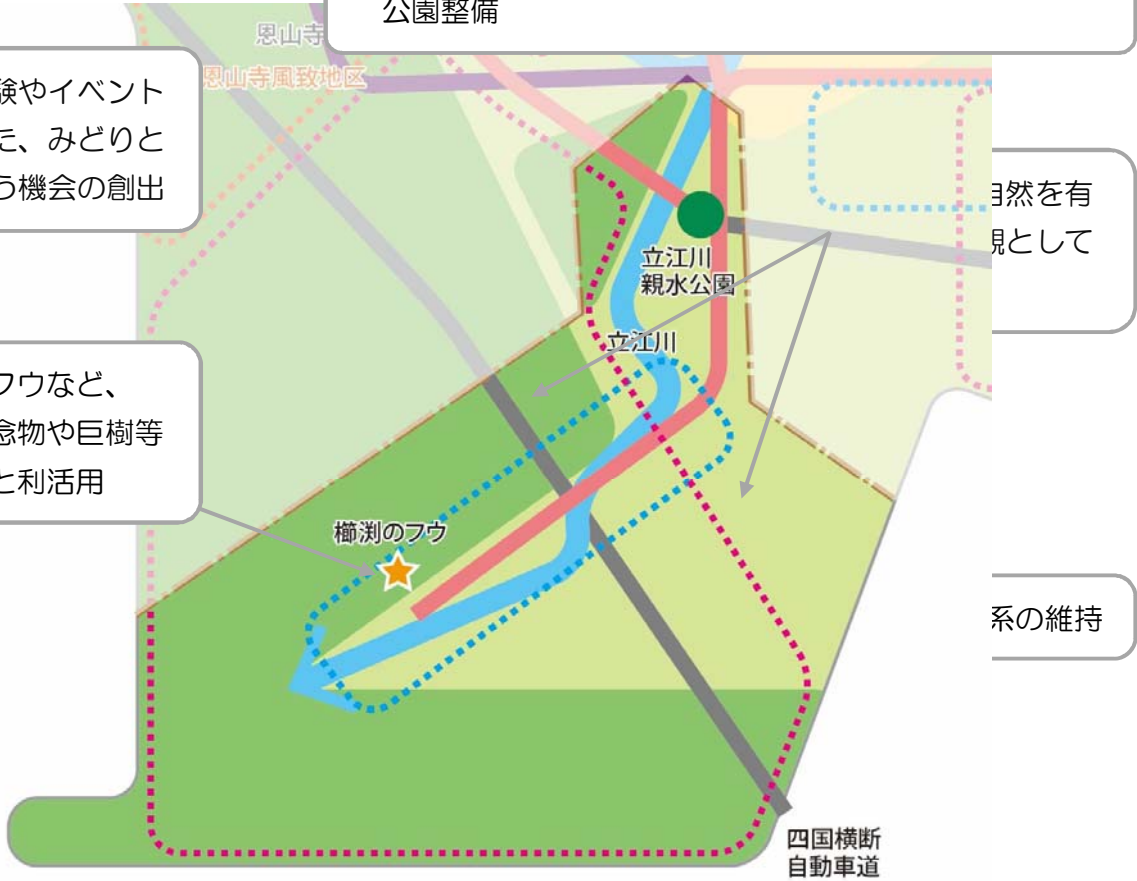 公園整備
恩山寺
恩山寺風致地区
験やイベント
た、みどりと
う機会の創出
自然を有
観として
立江川
親水公園
立江川
フウなど、
念物や巨樹等
と利活用
櫛渕のフウ
系の維持
四国横断
自動車道